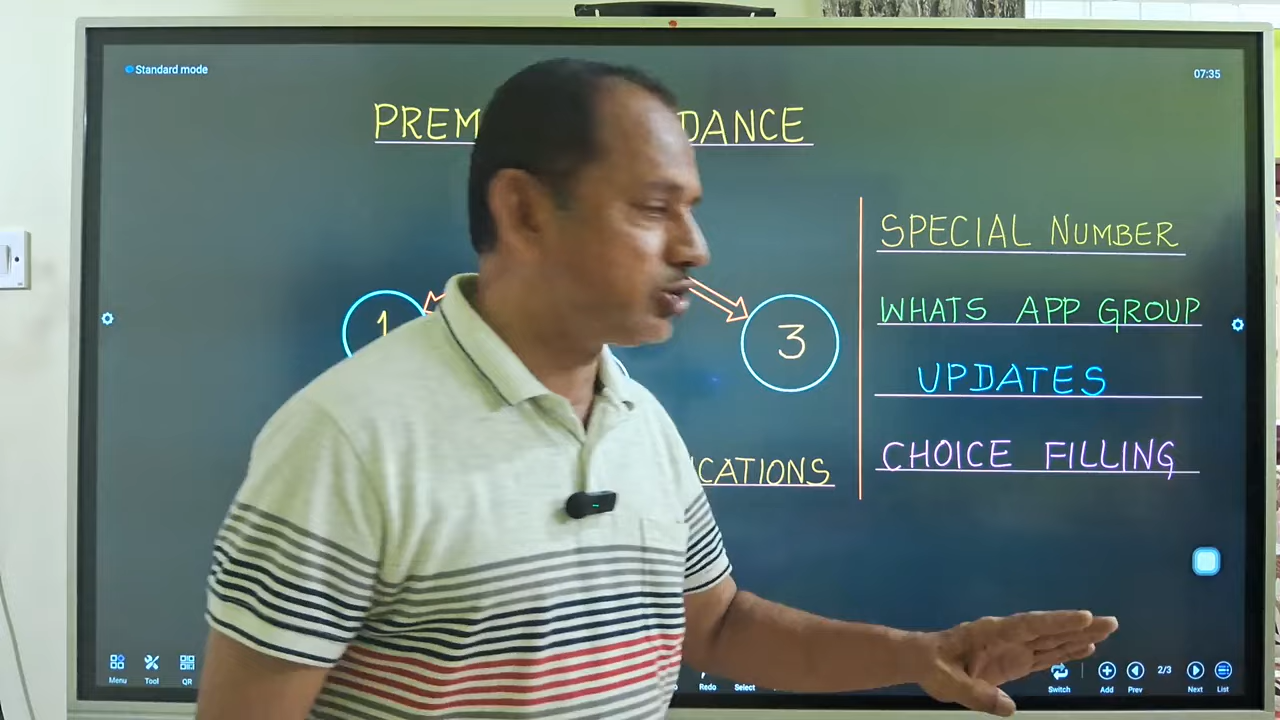 Standard mode
07:35
PREM DANCE
SPECIAL NUMBER
1
3
WHATS APP GROUP
UPDATES
CHOICE FILLING
CATIONS
Menu Tool QR Redo Select Switch Add Prev 2/3 Next List